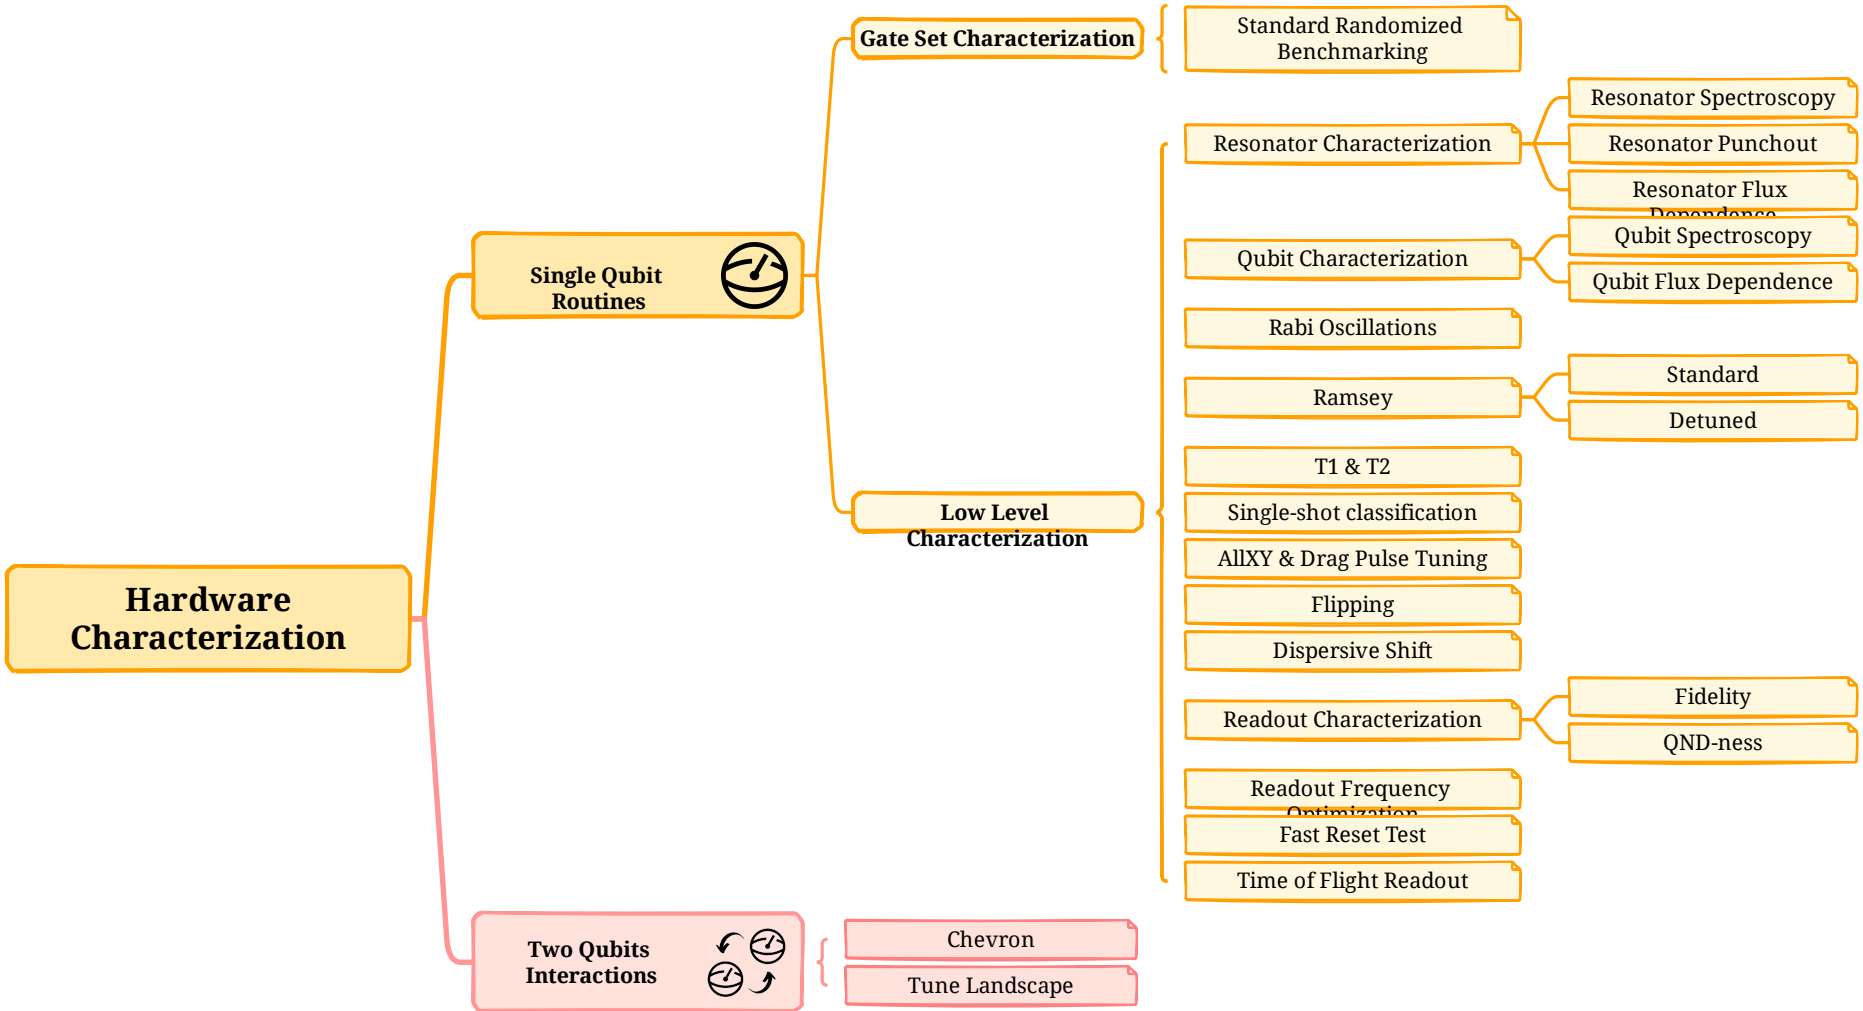 Hardware
Characterization
Single Qubit
Routines
Gate Set Characterization
Standard Randomized
Benchmarking
Low Level
Characterization
Resonator Characterization
Resonator Spectroscopy
Resonator Punchout
Resonator Flux
Dependence
Qubit Characterization
Qubit Spectroscopy
Qubit Flux Dependence
Rabi Oscillations
Ramsey
Standard
Detuned
T1 & T2
Single-shot classification
AllXY & Drag Pulse Tuning
Flipping
Dispersive Shift
Readout Characterization
Fidelity
QND-ness
Readout Frequency
Optimization
Fast Reset Test
Time of Flight Readout
Two Qubits
Interactions
Chevron
Tune Landscape